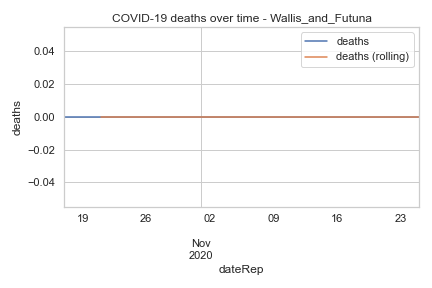 COVID-19 deaths over time - Wallis_and_Futuna
deaths
deaths (rolling)
0.04
0.02
0.00
−0.02
−0.04
deaths
19
26
02
09
16
23
Nov
2020
dateRep